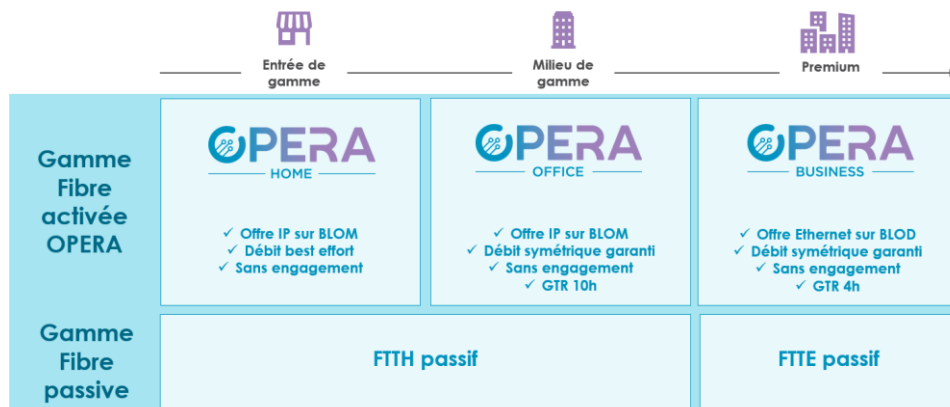 Entrée de
gamme
Milieu de
gamme
Premium
Gamme
Fibre
activée
OPERA
OPERA
HOME
✓ Offre IP sur BLOM
✓ Débit best effort
✓ Sans engagement
OPERA
OFFICE
✓ Offre IP sur BLOM
✓ Débit symétrique garanti
✓ Sans engagement
✓ GTR 10h
OPERA
BUSINESS
✓ Offre Ethernet sur BLOD
✓ Débit symétrique garanti
✓ Sans engagement
✓ GTR 4h
Gamme
Fibre
passive
FTTH passif
FTTE passif